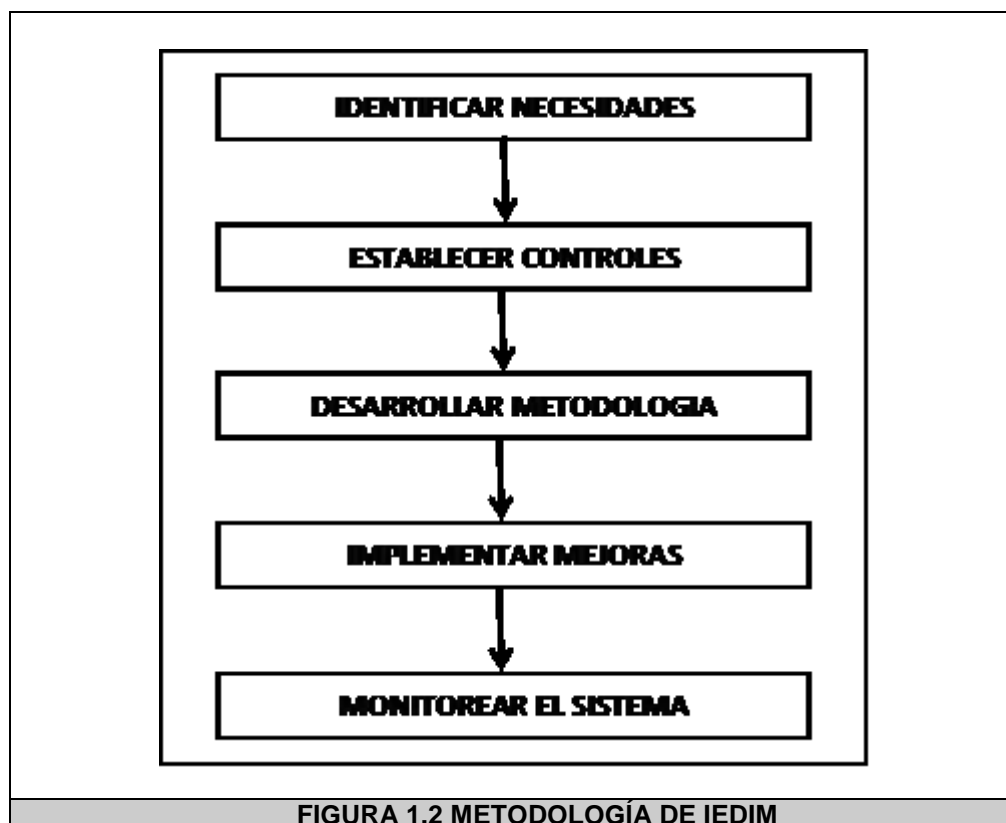 IDENTIFICAR NECESIDADES
ESTABLECER CONTROLES
DESARROLLAR METODOLOGIA
IMPLEMENTAR MEJORAS
MONITOREAR EL SISTEMA
FIGURA 1.2 METODOLOGÍA DE IEDIM